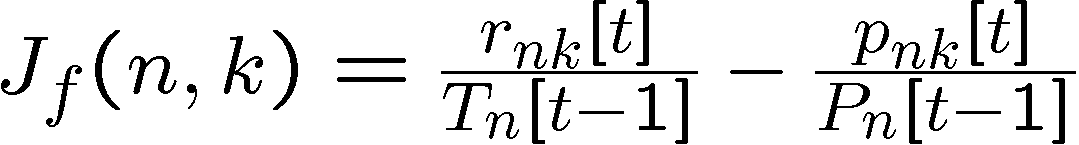 J_f(n, k) = \frac{r_{nk}[t]}{T_n[t-1]} - \frac{p_{nk}[t]}{P_n[t-1]}